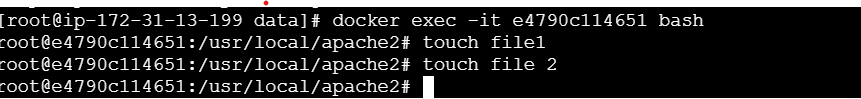 [root@ip-172-31-13-199 data]# docker exec -it e4790c114651 bash
root@e4790c114651:/usr/local/apache2# touch file1
root@e4790c114651:/usr/local/apache2# touch file 2
root@e4790c114651:/usr/local/apache2#